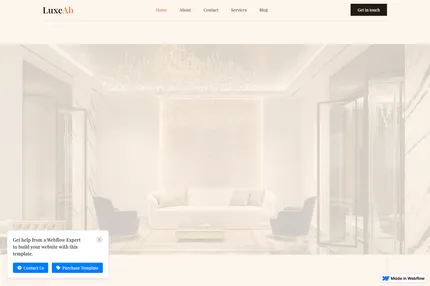 LuxeAb
Home About Contact Services Blog
Get in touch
Get help from a Webflow Expert
to build your website with this
template.
Contact Us
Purchase Template
Made in Webflow